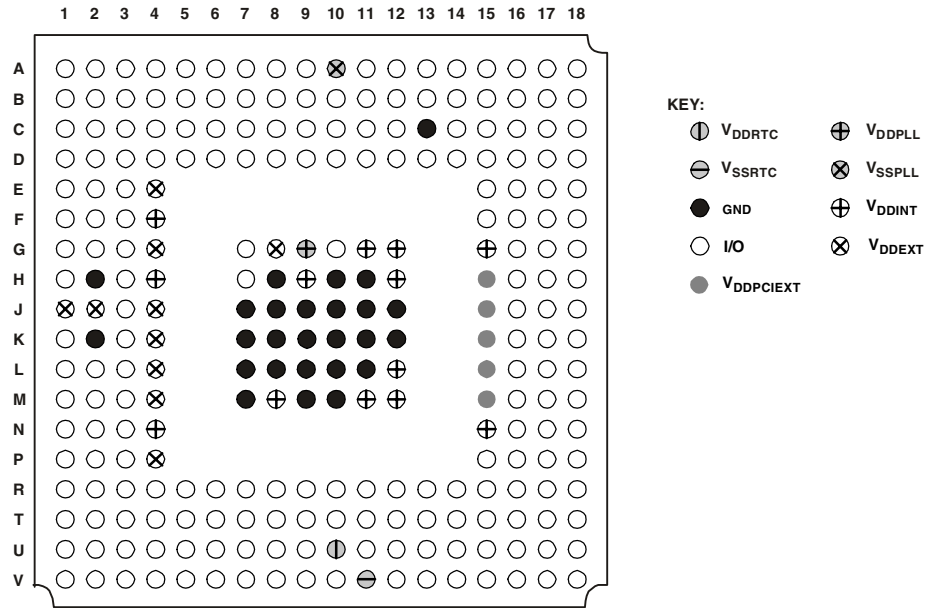 1 2 3 4 5 6 7 8 9 10 11 12 13 14 15 16 17 18
A
B
C
D
E
F
G
H
J
K
L
M
N
P
R
T
U
V
KEY:
VDDRTC VDDPLL
VSSRTC VSSPLL
GND VDDINT
I/O VDDEXT
VDDPCIEXT